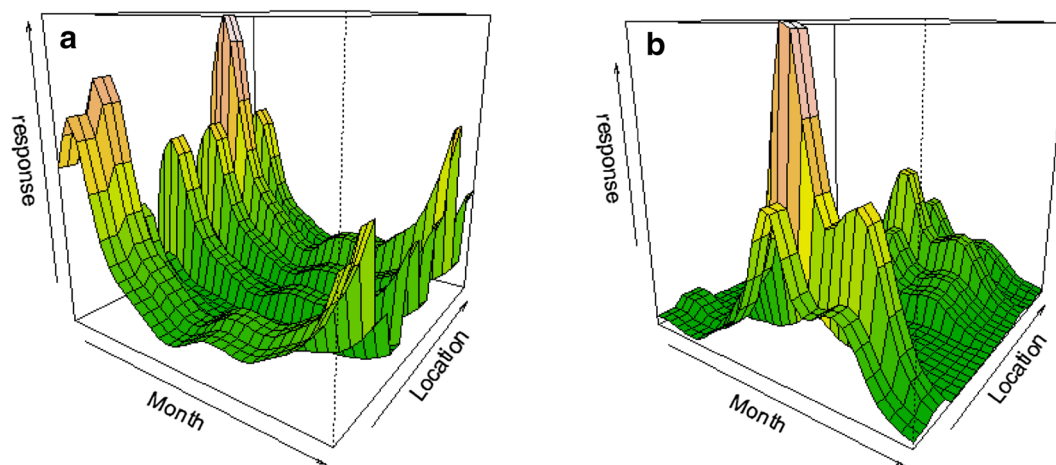 a
response
Month
Location
b
response
Month
Location